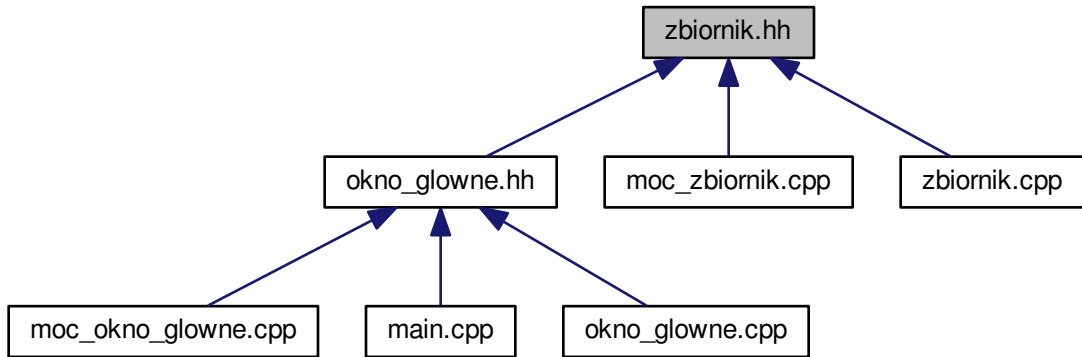 zbiornik.hh
okno_glowne.hh
moc_zbiornik.cpp
zbiornik.cpp
moc_okno_glowne.cpp
main.cpp
okno_glowne.cpp